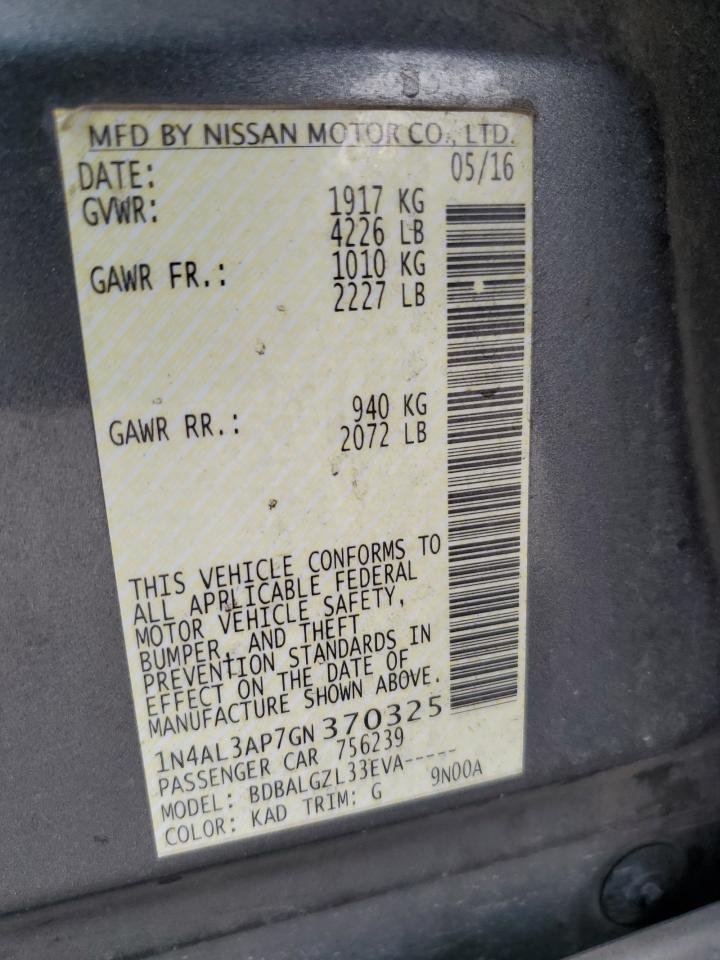 MFD BY NISSAN MOTOR CO., LTD.
DATE: 05/16
GVWR: 1917 KG
4226 LB
GAWR FR.: 1010 KG
2227 LB
GAWR RR.: 940 KG
2072 LB
THIS VEHICLE CONFORMS TO
ALL APPLICABLE FEDERAL
MOTOR VEHICLE SAFETY,
BUMPER, AND THEFT
PREVENTION STANDARDS IN
EFFECT ON THE DATE OF
MANUFACTURE SHOWN ABOVE.
1N4AL3AP7GN370325
PASSENGER CAR 756239
MODEL: BDBALGZL33EVA-----
COLOR: KAD TRIM: G 9N00A